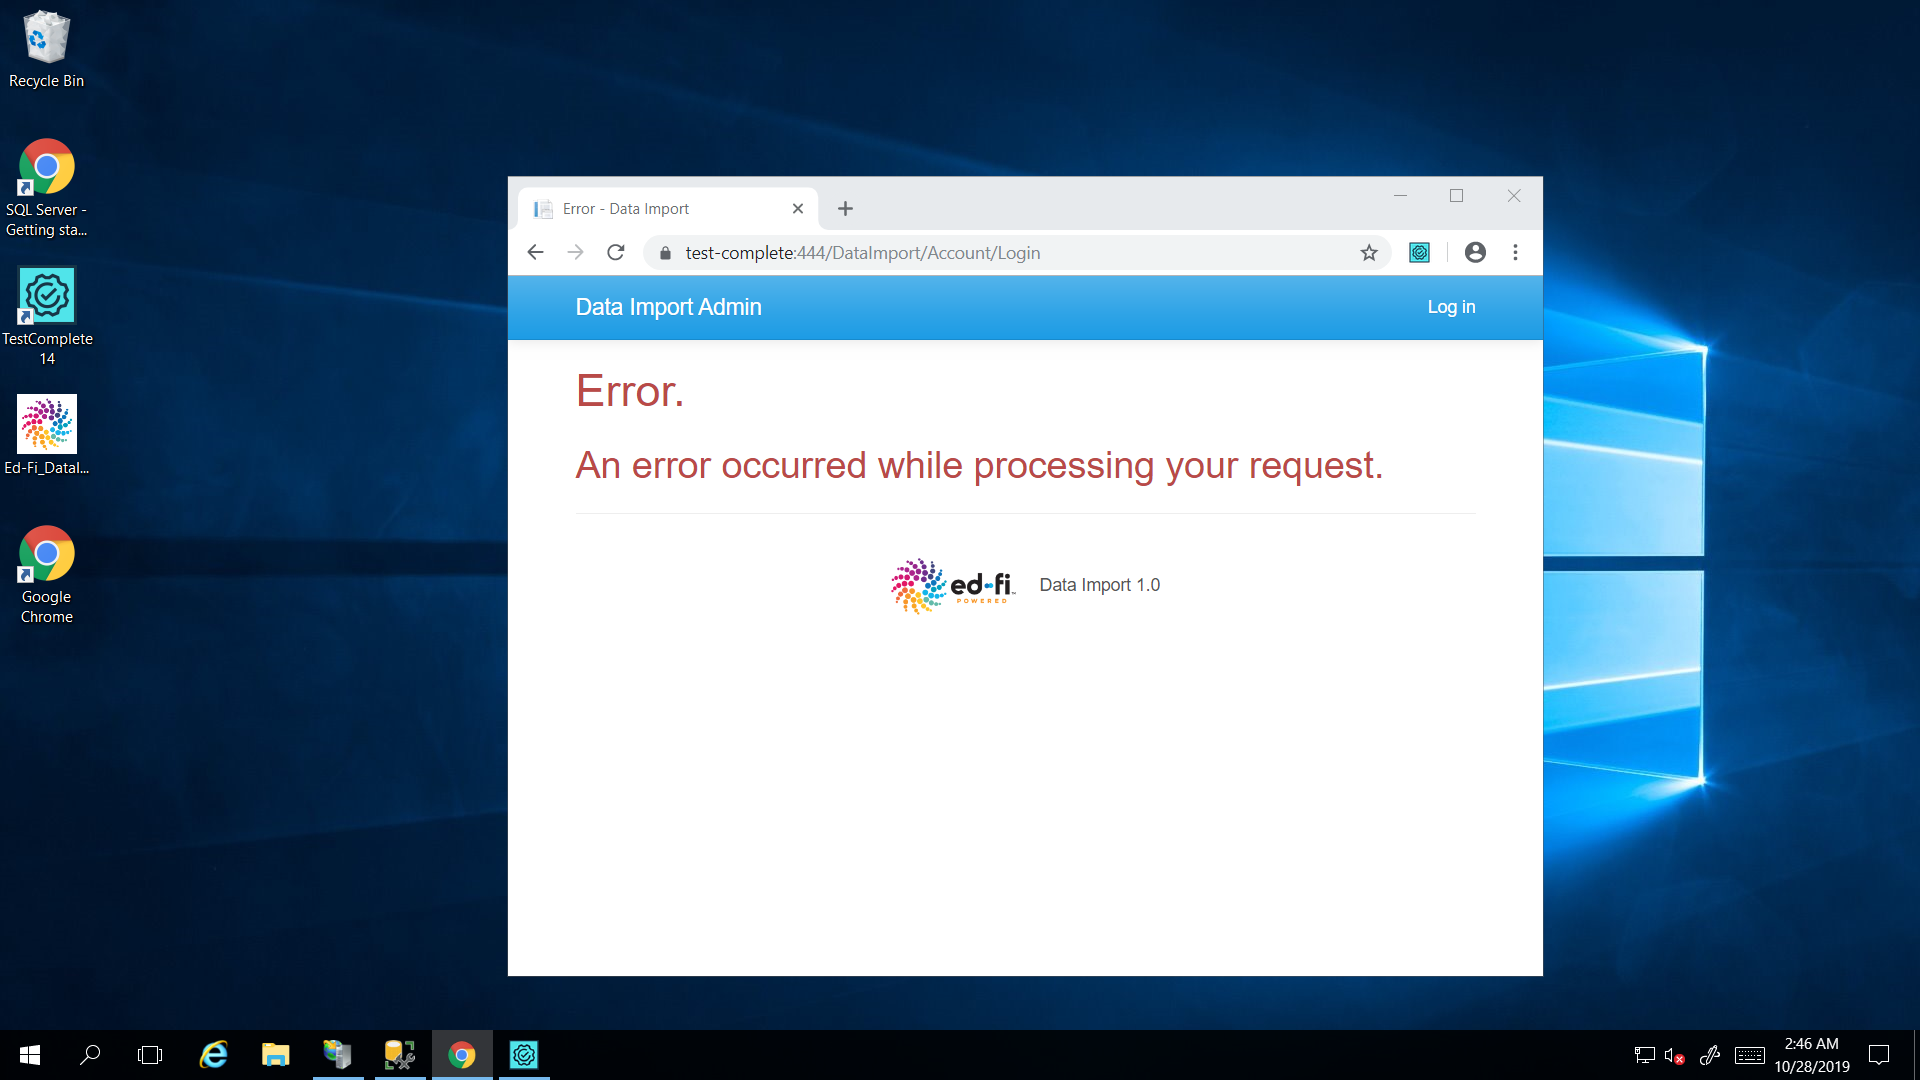 Recycle Bin
SQL Server -
Getting sta...
TestComplete
14
Ed-Fi_DataI...
Google
Chrome
Error - Data Import
test-complete:444/DataImport/Account/Login
Data Import Admin
Log in
Error.
An error occurred while processing your request.
ed-fi
POWERED
Data Import 1.0
2:46 AM
10/28/2019